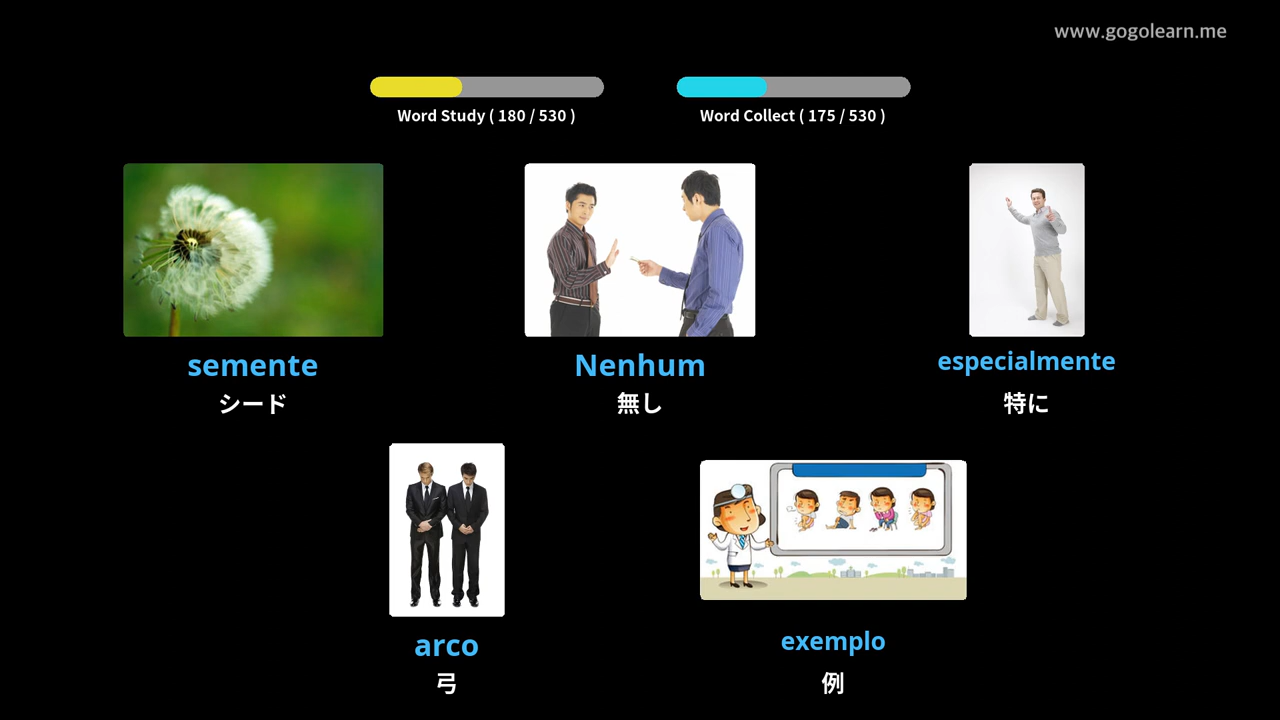 www.gogolearn.me
Word Study ( 180 / 530 )
Word Collect ( 175 / 530 )
semente
シード
Nenhum
無し
especialmente
特に
arco
弓
exemplo
例